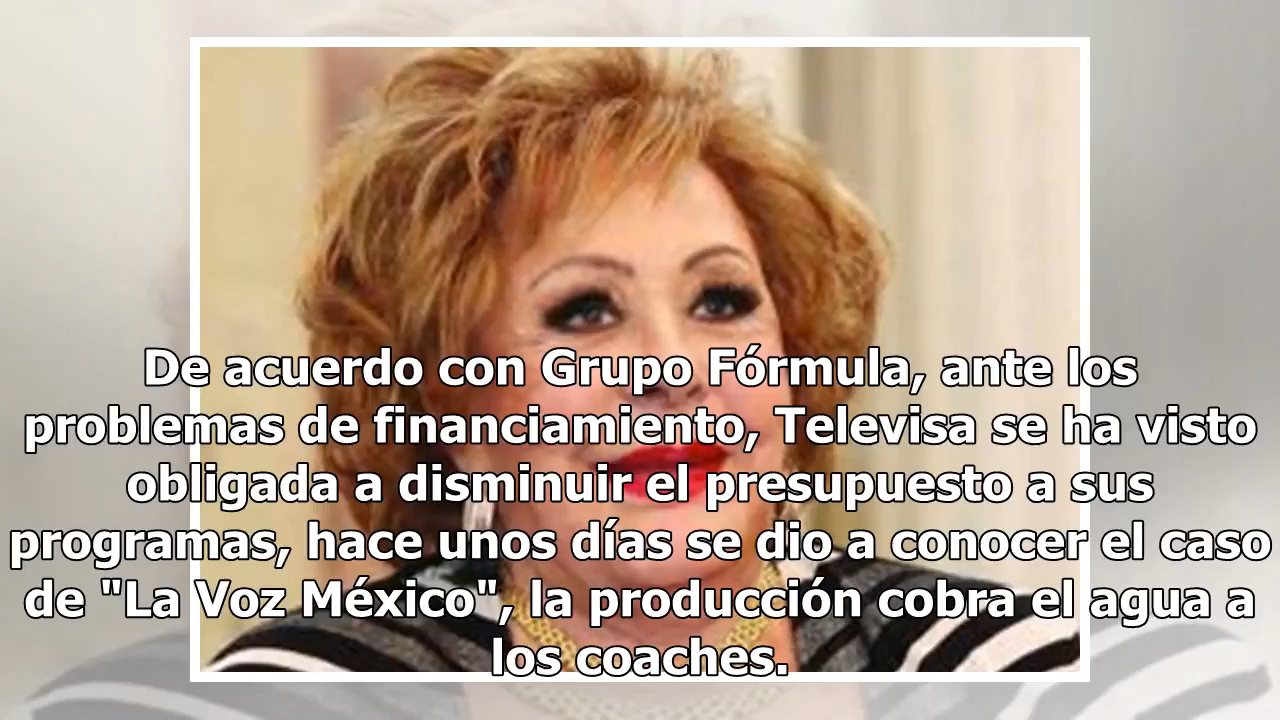 De acuerdo con Grupo Fórmula, ante los
problemas de financiamiento, Televisa se ha visto
obligada a disminuir el presupuesto a sus
programas, hace unos días se dio a conocer el caso
de "La Voz México", la producción cobra el agua a
los coaches.